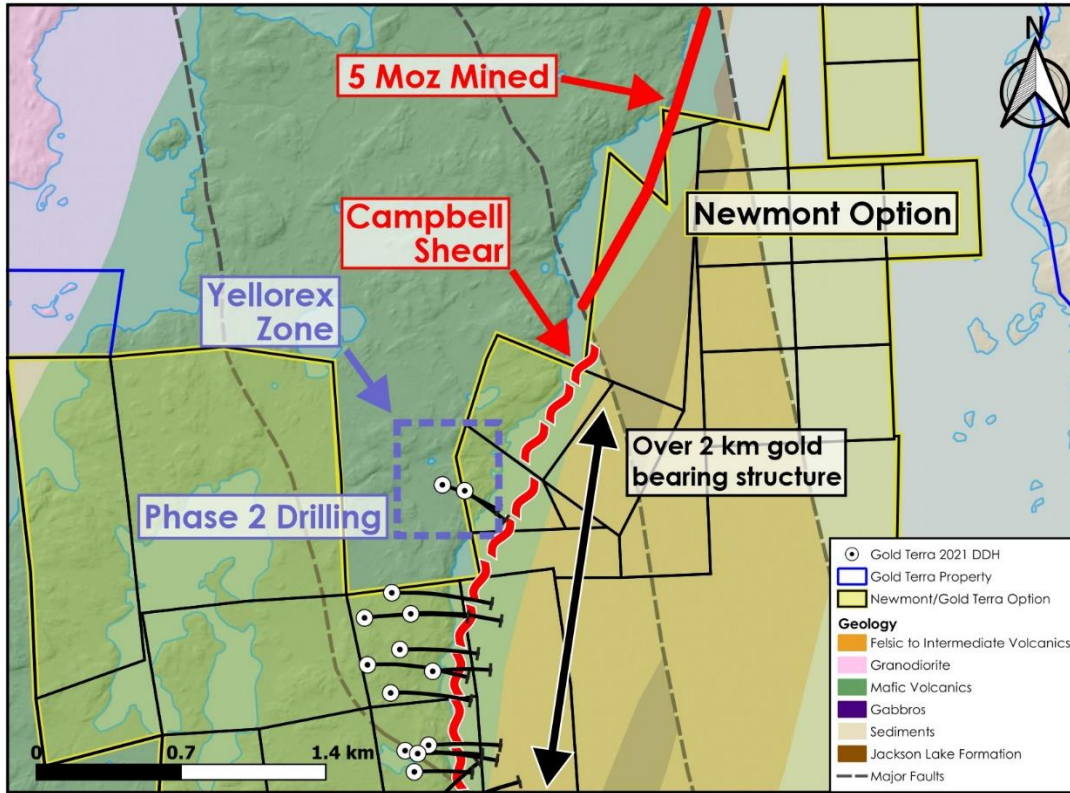 N
5 Moz Mined
Newmont Option
Campbell
Shear
Yellorex
Zone
Over 2 km gold
bearing structure
Phase 2 Drilling
Gold Terra 2021 DDH
Gold Terra Property
Newmont/Gold Terra Option
Geology
Felsic to Intermediate Volcanics
Granodiorite
Mafic Volcanics
Gabbros
Sediments
Jackson Lake Formation
Major Faults
0 0.7 1.4 km